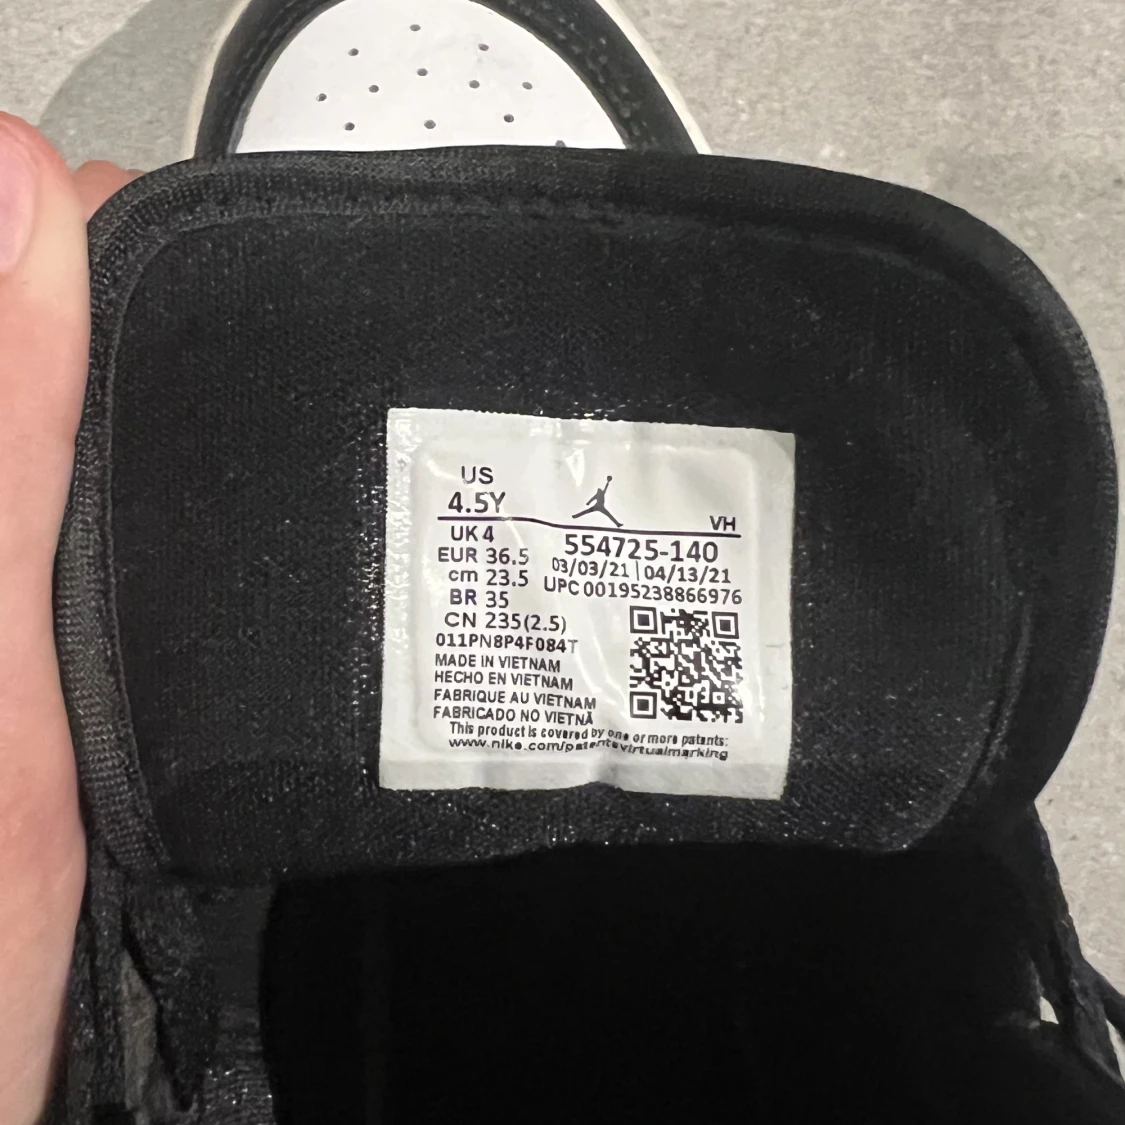 US
4.5Y
VH
UK 4
EUR 36.5
cm 23.5
BR 35
CN 235(2.5)
554725-140
03/03/21 | 04/13/21
UPC 00195238866976
011PN8P4F084T
MADE IN VIETNAM
HECHO EN VIETNAM
FABRIQUE AU VIETNAM
FABRICADO NO VIETNÃ
This product is covered by one or more patents:
www.nike.com/patentsvirtualmarking